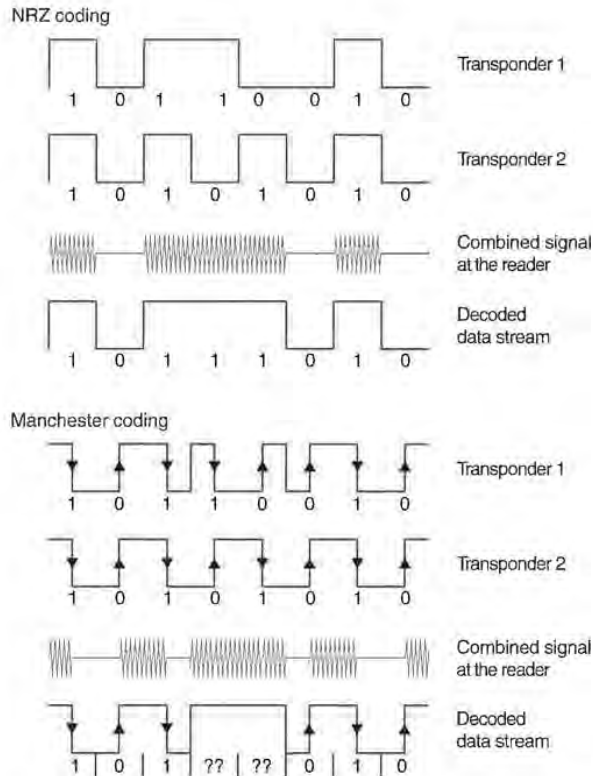 NRZ coding
Transponder 1
1 0 1 1 0 0 1 0
Transponder 2
1 0 1 0 1 0 1 0
Combined signal
at the reader
Decoded
data stream
1 0 1 1 1 0 1 0
Manchester coding
Transponder 1
1 0 1 1 0 0 1 0
Transponder 2
1 0 1 0 1 0 1 0
Combined signal
at the reader
Decoded
data stream
1 0 1 ?? ?? 0 1 0